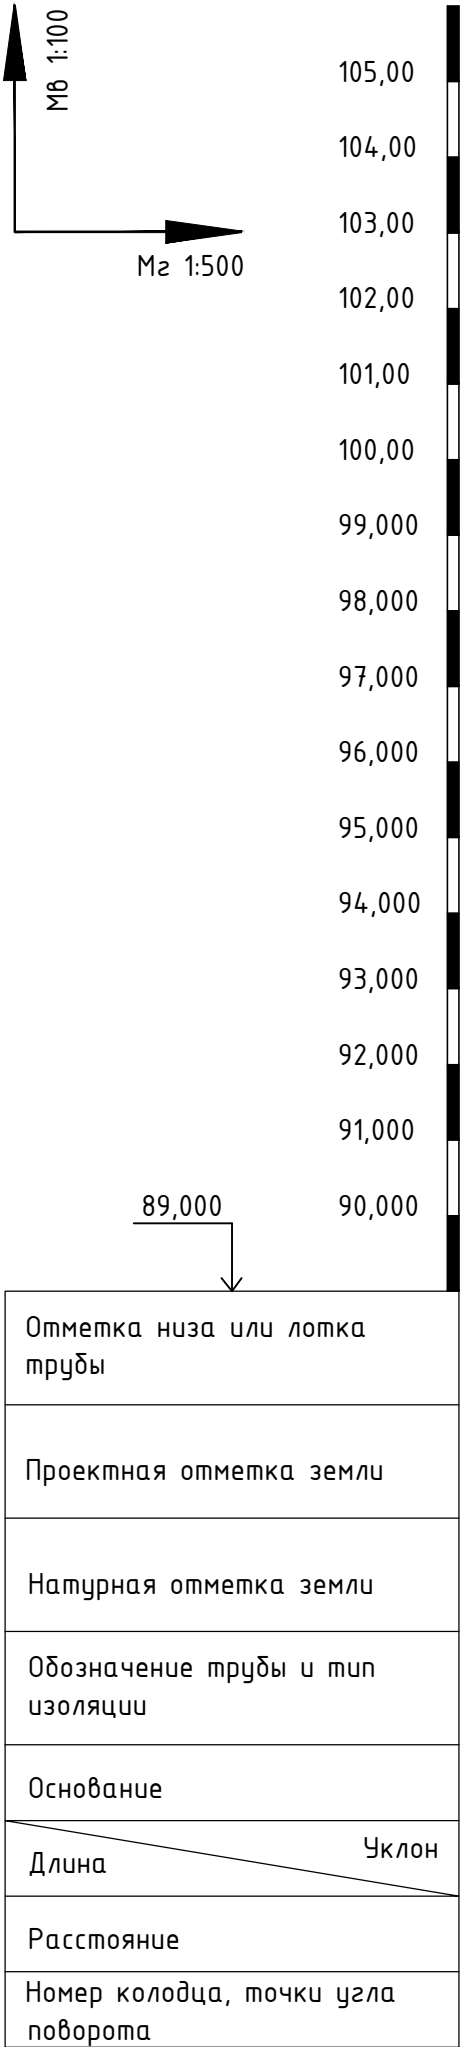 Мв 1:100
Мг 1:500
105,00
104,00
103,00
102,00
101,00
100,00
99,000
98,000
97,000
96,000
95,000
94,000
93,000
92,000
91,000
89,000
90,000
Отметка низа или лотка
трубы
Проектная отметка земли
Натурная отметка земли
Обозначение трубы и тип
изоляции
Основание
Уклон
Длина
Расстояние
Номер колодца, точки угла
поворота